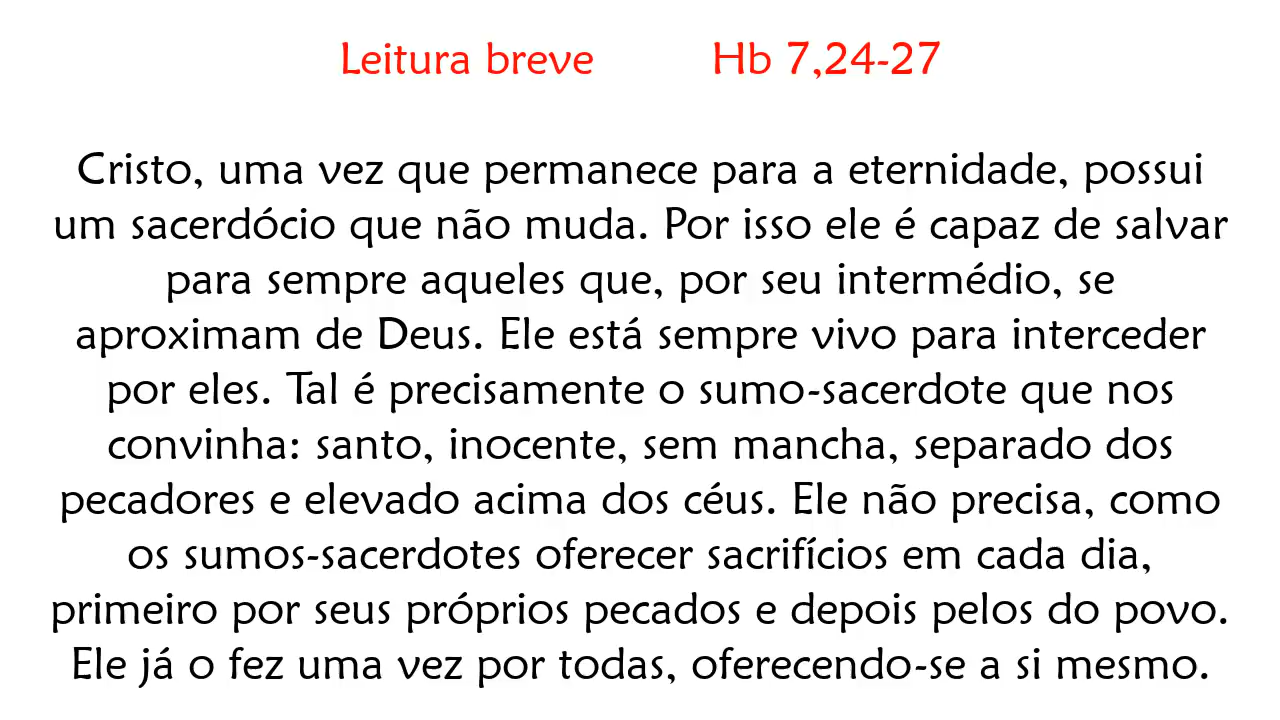 Leitura breve Hb 7,24-27
Cristo, uma vez que permanece para a eternidade, possui
um sacerdócio que não muda. Por isso ele é capaz de salvar
para sempre aqueles que, por seu intermédio, se
aproximam de Deus. Ele está sempre vivo para interceder
por eles. Tal é precisamente o sumo-sacerdote que nos
convinha: santo, inocente, sem mancha, separado dos
pecadores e elevado acima dos céus. Ele não precisa, como
os sumos-sacerdotes oferecer sacrifícios em cada dia,
primeiro por seus próprios pecados e depois pelos do povo.
Ele já o fez uma vez por todas, oferecendo-se a si mesmo.